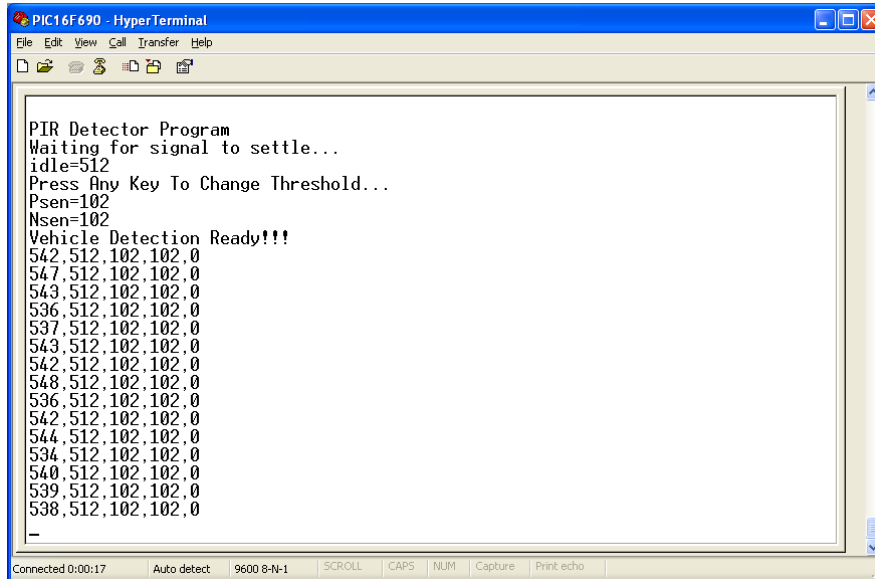 PIC16F690 - HyperTerminal
File Edit View Call Transfer Help
PIR Detector Program
Waiting for signal to settle...
idle=512
Press Any Key To Change Threshold...
Psen=102
Nsen=102
Vehicle Detection Ready!!!
542,512,102,102,0
547,512,102,102,0
543,512,102,102,0
536,512,102,102,0
537,512,102,102,0
543,512,102,102,0
542,512,102,102,0
548,512,102,102,0
536,512,102,102,0
542,512,102,102,0
544,512,102,102,0
534,512,102,102,0
540,512,102,102,0
539,512,102,102,0
538,512,102,102,0
_
Connected 0:00:17 Auto detect 9600 8-N-1 SCROLL CAPS NUM Capture Print echo